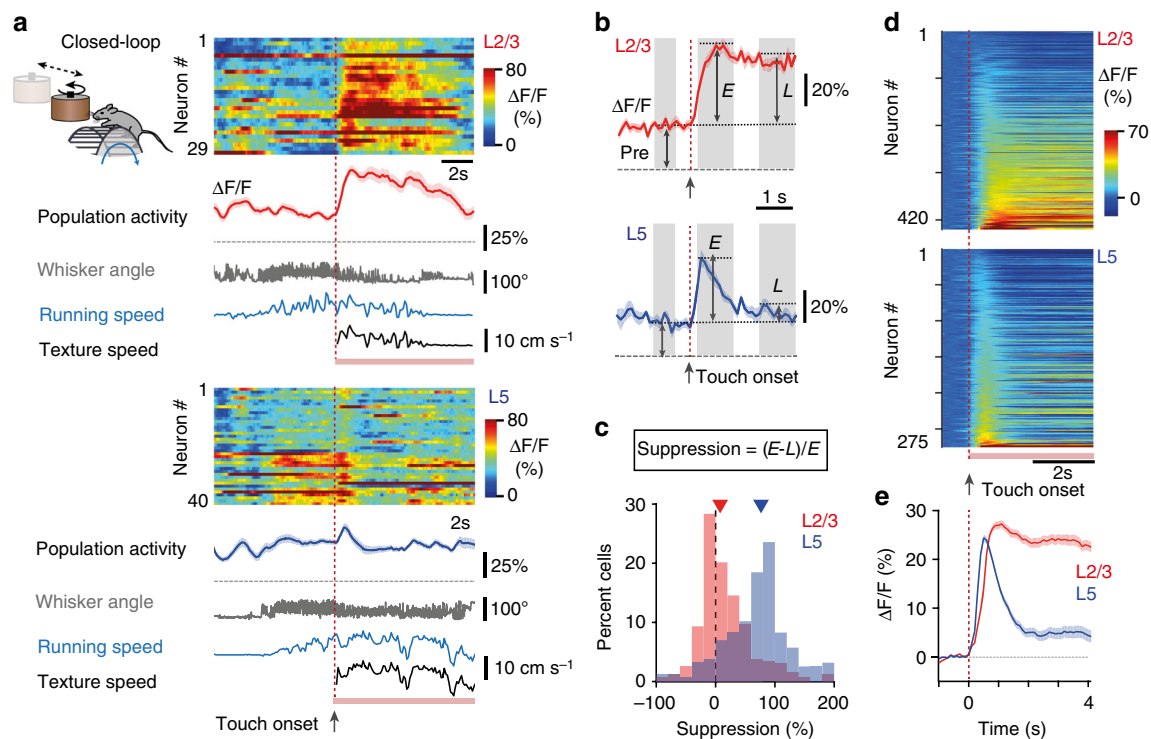 a
Closed-loop
Neuron #
1
29
L2/3
80
0
ΔF/F
(%)
2s
ΔF/F
Population activity
25%
Whisker angle
100°
Running speed
Texture speed
10 cm s⁻¹
Neuron #
1
40
L5
80
0
ΔF/F
(%)
2s
Population activity
25%
Whisker angle
100°
Running speed
Texture speed
10 cm s⁻¹
Touch onset
b
L2/3
ΔF/F
Pre
E
L
20%
1 s
L5
E
L
20%
Touch onset
c
Suppression = (E-L)/E
Percent cells
30
20
10
0
L2/3
L5
−100
0
100
200
Suppression (%)
d
Neuron #
1
420
L2/3
ΔF/F
(%)
70
0
Neuron #
1
275
L5
2s
Touch onset
e
ΔF/F (%)
30
20
10
0
L2/3
L5
0
4
Time (s)